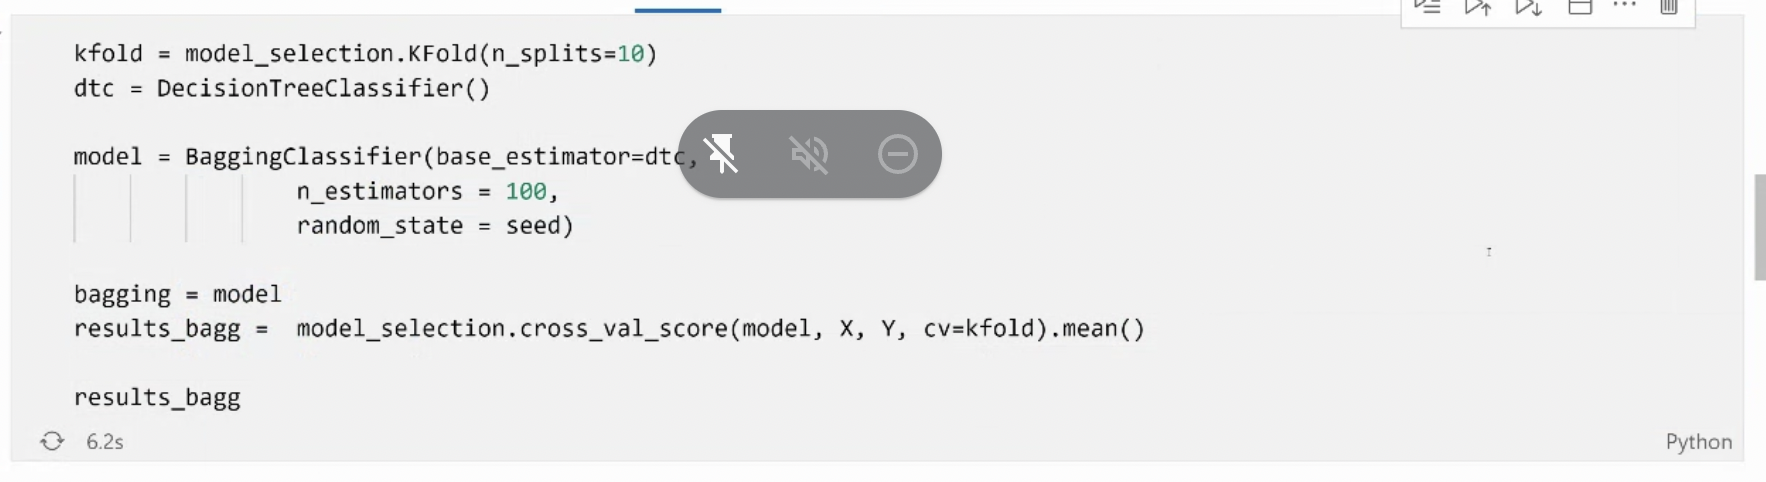 kfold = model_selection.KFold(n_splits=10)
dtc = DecisionTreeClassifier()
model = BaggingClassifier(base_estimator=dtc,
n_estimators = 100,
random_state = seed)
bagging = model
results_bagg =  model_selection.cross_val_score(model, X, Y, cv=kfold).mean()
results_bagg
6.2s
Python